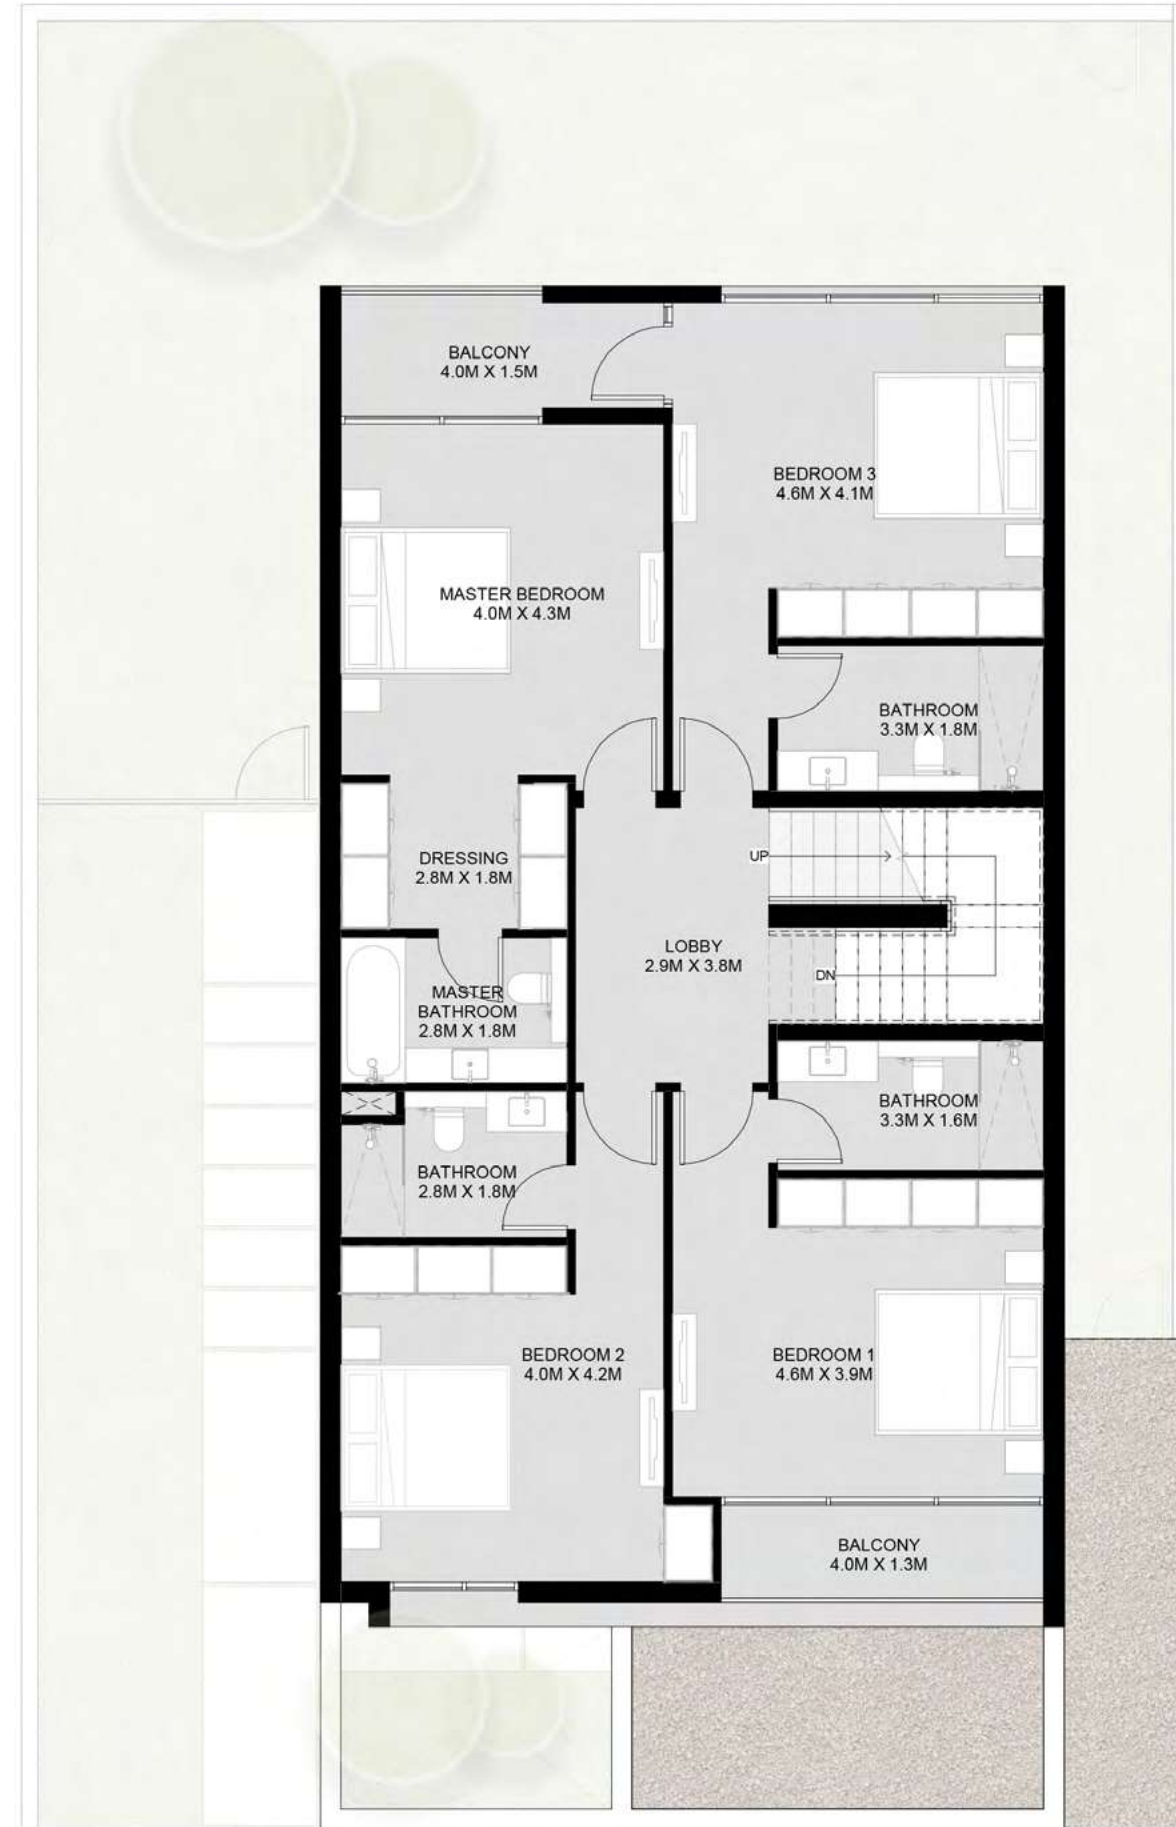 BALCONY
4.0M X 1.5M
BEDROOM 3
4.6M X 4.1M
MASTER BEDROOM
4.0M X 4.3M
BATHROOM
3.3M X 1.8M
DRESSING
2.8M X 1.8M
UP
LOBBY
2.9M X 3.8M
DN
MASTER
BATHROOM
2.8M X 1.8M
BATHROOM
3.3M X 1.6M
BATHROOM
2.8M X 1.8M
BEDROOM 2
4.0M X 4.2M
BEDROOM 1
4.6M X 3.9M
BALCONY
4.0M X 1.3M